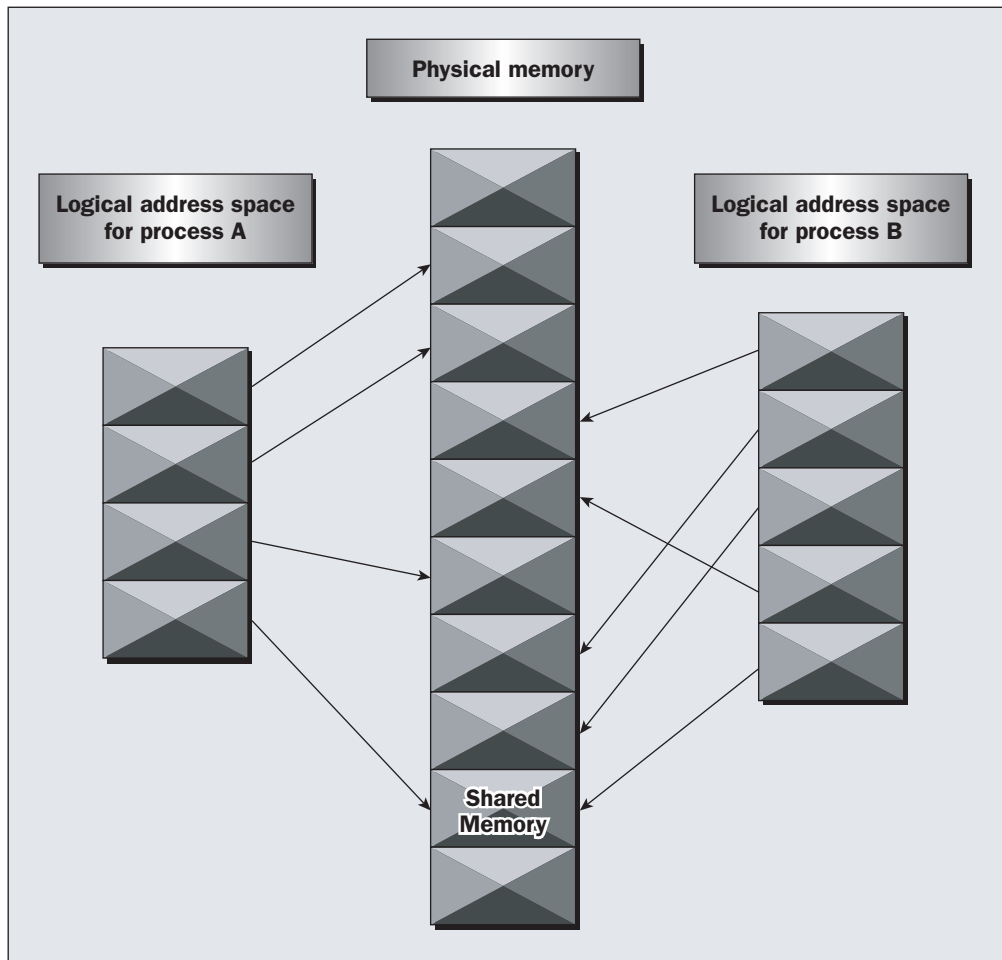 Physical memory
Logical address space
for process A
Logical address space
for process B
Shared
Memory